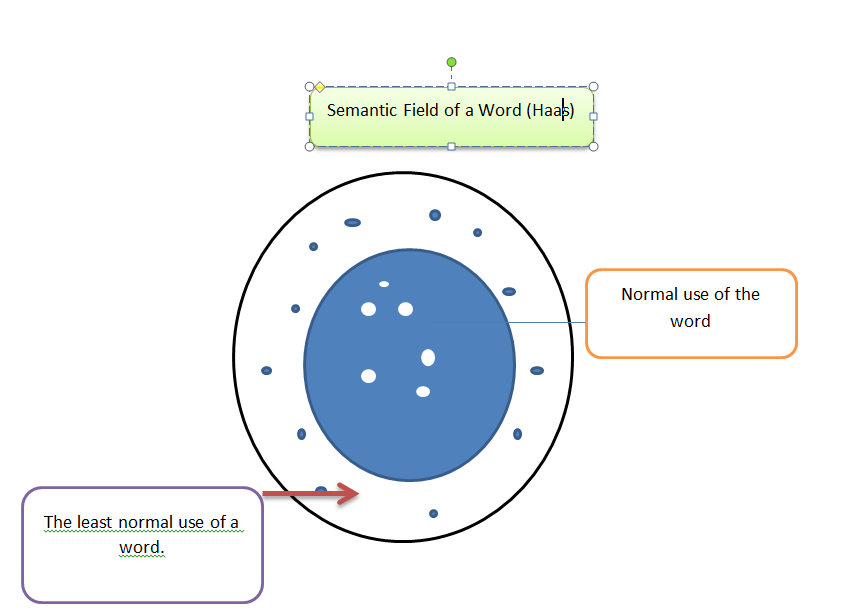 Semantic Field of a Word (Haas)
Normal use of the
word
The least normal use of a
word.